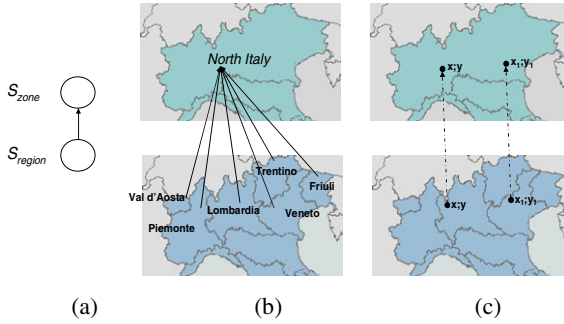 S_zone
S_region
(a)
North Italy
Trentino
Friuli
Val d'Aosta
Lombardia
Veneto
Piemonte
(b)
x;y
x₁;y₁
x;y
x₁;y₁
(c)